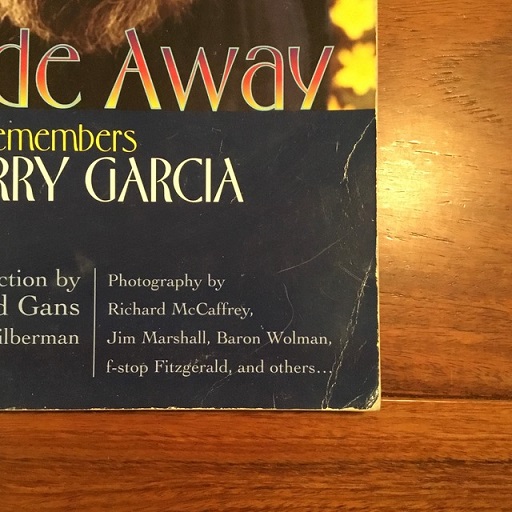 de Away
emembers
RRY GARCIA
ction by
d Gans
ilberman
Photography by
Richard McCaffrey,
Jim Marshall, Baron Wolman,
f-stop Fitzgerald, and others...